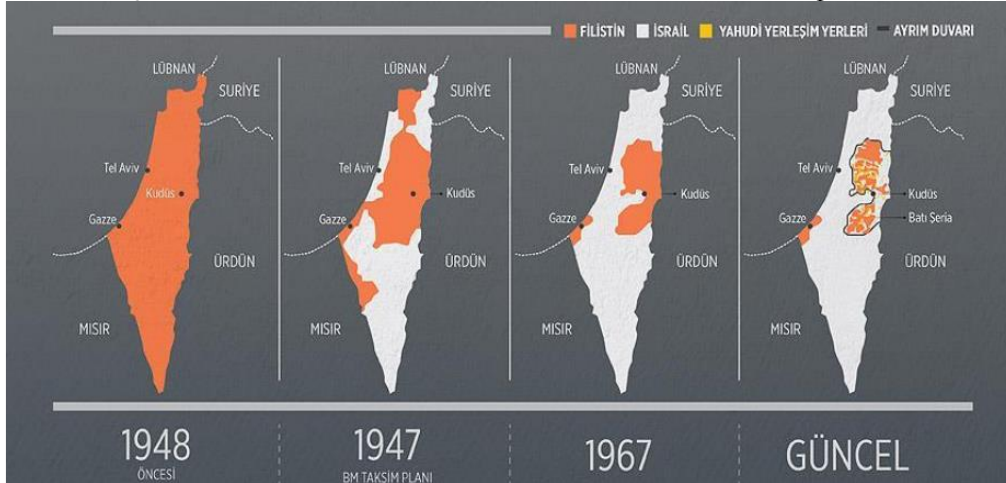 FİLİSTİN İSRAİL YAHUDİ YERLEŞİM YERLERİ AYRIM DUVARI
LÜBNAN
SURİYE
Tel Aviv
Kudüs
Gazze
ÜRDÜN
MISIR
1948
ÖNCESİ
LÜBNAN
SURİYE
Tel Aviv
Kudüs
Gazze
ÜRDÜN
MISIR
1947
BM TAKSİM PLANI
LÜBNAN
SURİYE
Tel Aviv
Kudüs
Gazze
ÜRDÜN
MISIR
1967
LÜBNAN
SURİYE
Tel Aviv
Kudüs
Gazze
Batı Şeria
ÜRDÜN
MISIR
GÜNCEL